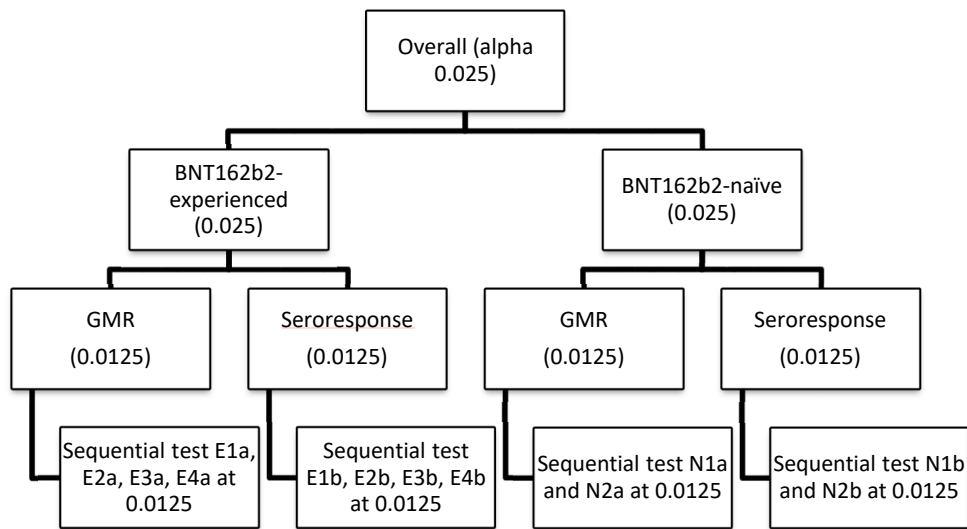 Overall (alpha
0.025)
BNT162b2-
experienced
(0.025)
BNT162b2-naïve
(0.025)
GMR
(0.0125)
Seroresponse
(0.0125)
GMR
(0.0125)
Seroresponse
(0.0125)
Sequential test E1a,
E2a, E3a, E4a at
0.0125
Sequential test
E1b, E2b, E3b, E4b
at 0.0125
Sequential test N1a
and N2a at 0.0125
Sequential test N1b
and N2b at 0.0125